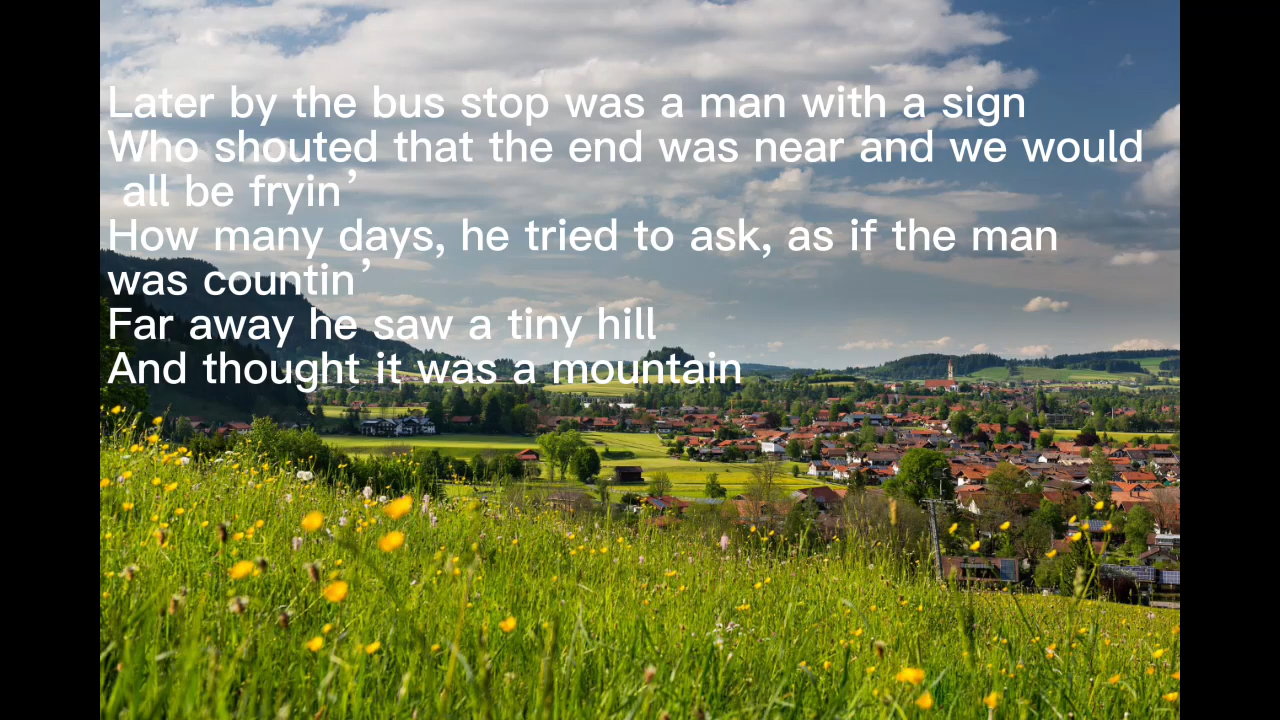 Later by the bus stop was a man with a sign
Who shouted that the end was near and we would
all be fryin’
How many days, he tried to ask, as if the man
was countin’
Far away he saw a tiny hill
And thought it was a mountain